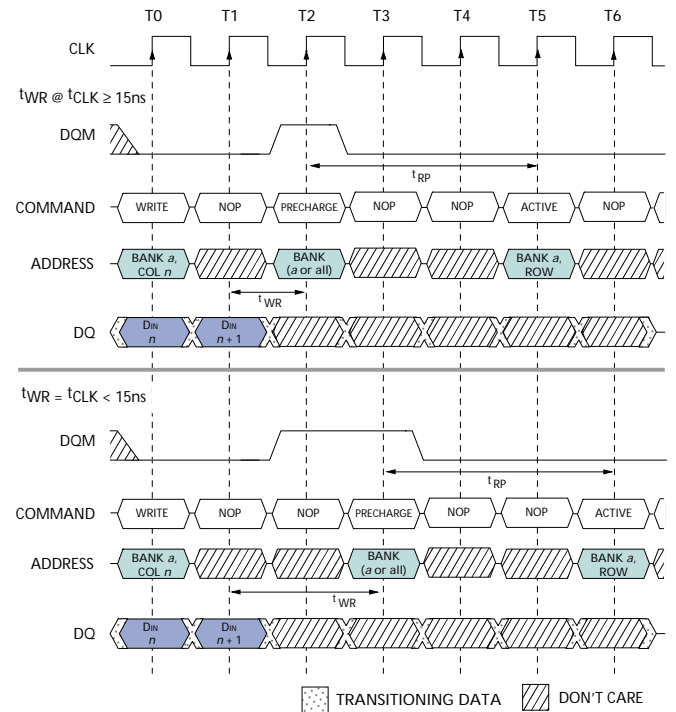 T0 T1 T2 T3 T4 T5 T6
CLK
tWR @ tCLK ≥ 15ns
DQM
tRP
COMMAND WRITE NOP PRECHARGE NOP NOP ACTIVE NOP
ADDRESS BANK a, COL n BANK (a or all) BANK a, ROW
tWR
DQ DIN n DIN n + 1
tWR = tCLK < 15ns
DQM
tRP
COMMAND WRITE NOP NOP PRECHARGE NOP NOP ACTIVE
ADDRESS BANK a, COL n BANK (a or all) BANK a, ROW
tWR
DQ DIN n DIN n + 1
TRANSITIONING DATA DON'T CARE